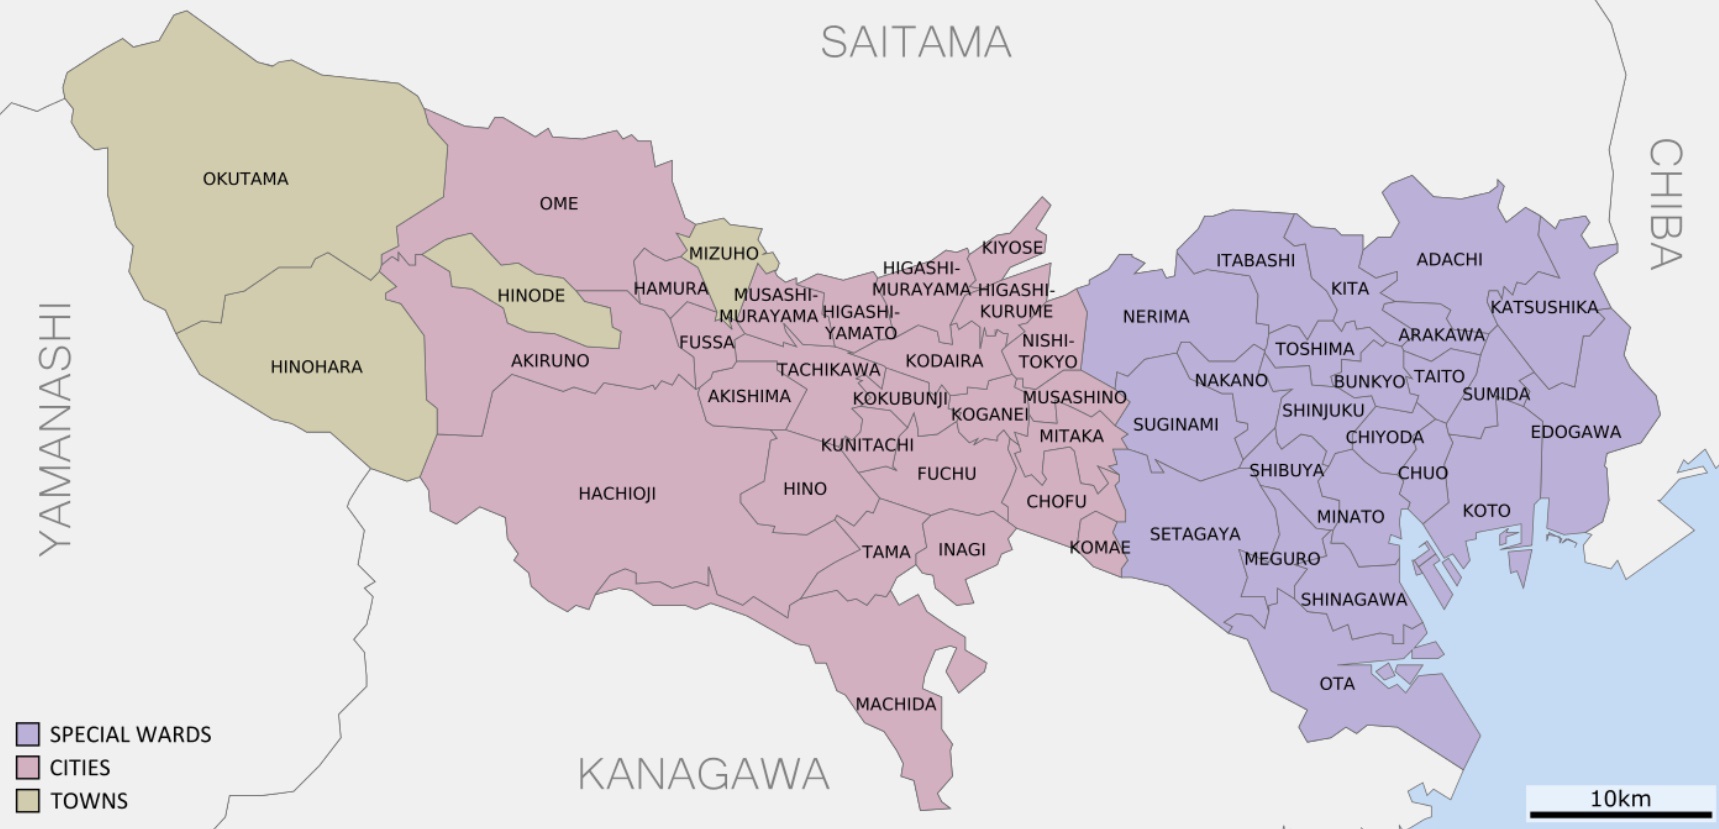 SAITAMA
CHIBA
YAMANASHI
KANAGAWA
OKUTAMA
OME
MIZUHO
HINODE
HAMURA
HINOHARA
AKIRUNO
FUSSA
MUSASHI-
MURAYAMA
HIGASHI-
YAMATO
HIGASHI-
MURAYAMA
KIYOSE
HIGASHI-
KURUME
NISHI-
TOKYO
TACHIKAWA
KODAIRA
AKISHIMA
KOKUBUNJI
KOGANEI
MUSASHINO
MITAKA
KUNITACHI
FUCHU
HACHIOJI
HINO
CHOFU
TAMA
INAGI
KOMAE
MACHIDA
ITABASHI
KITA
ADACHI
NERIMA
KATSUSHIKA
ARAKAWA
TOSHIMA
NAKANO
BUNKYO
TAITO
SUMIDA
SUGINAMI
SHINJUKU
CHIYODA
EDOGAWA
SHIBUYA
CHUO
KOTO
MINATO
SETAGAYA
MEGURO
SHINAGAWA
OTA
SPECIAL WARDS
CITIES
TOWNS
10km